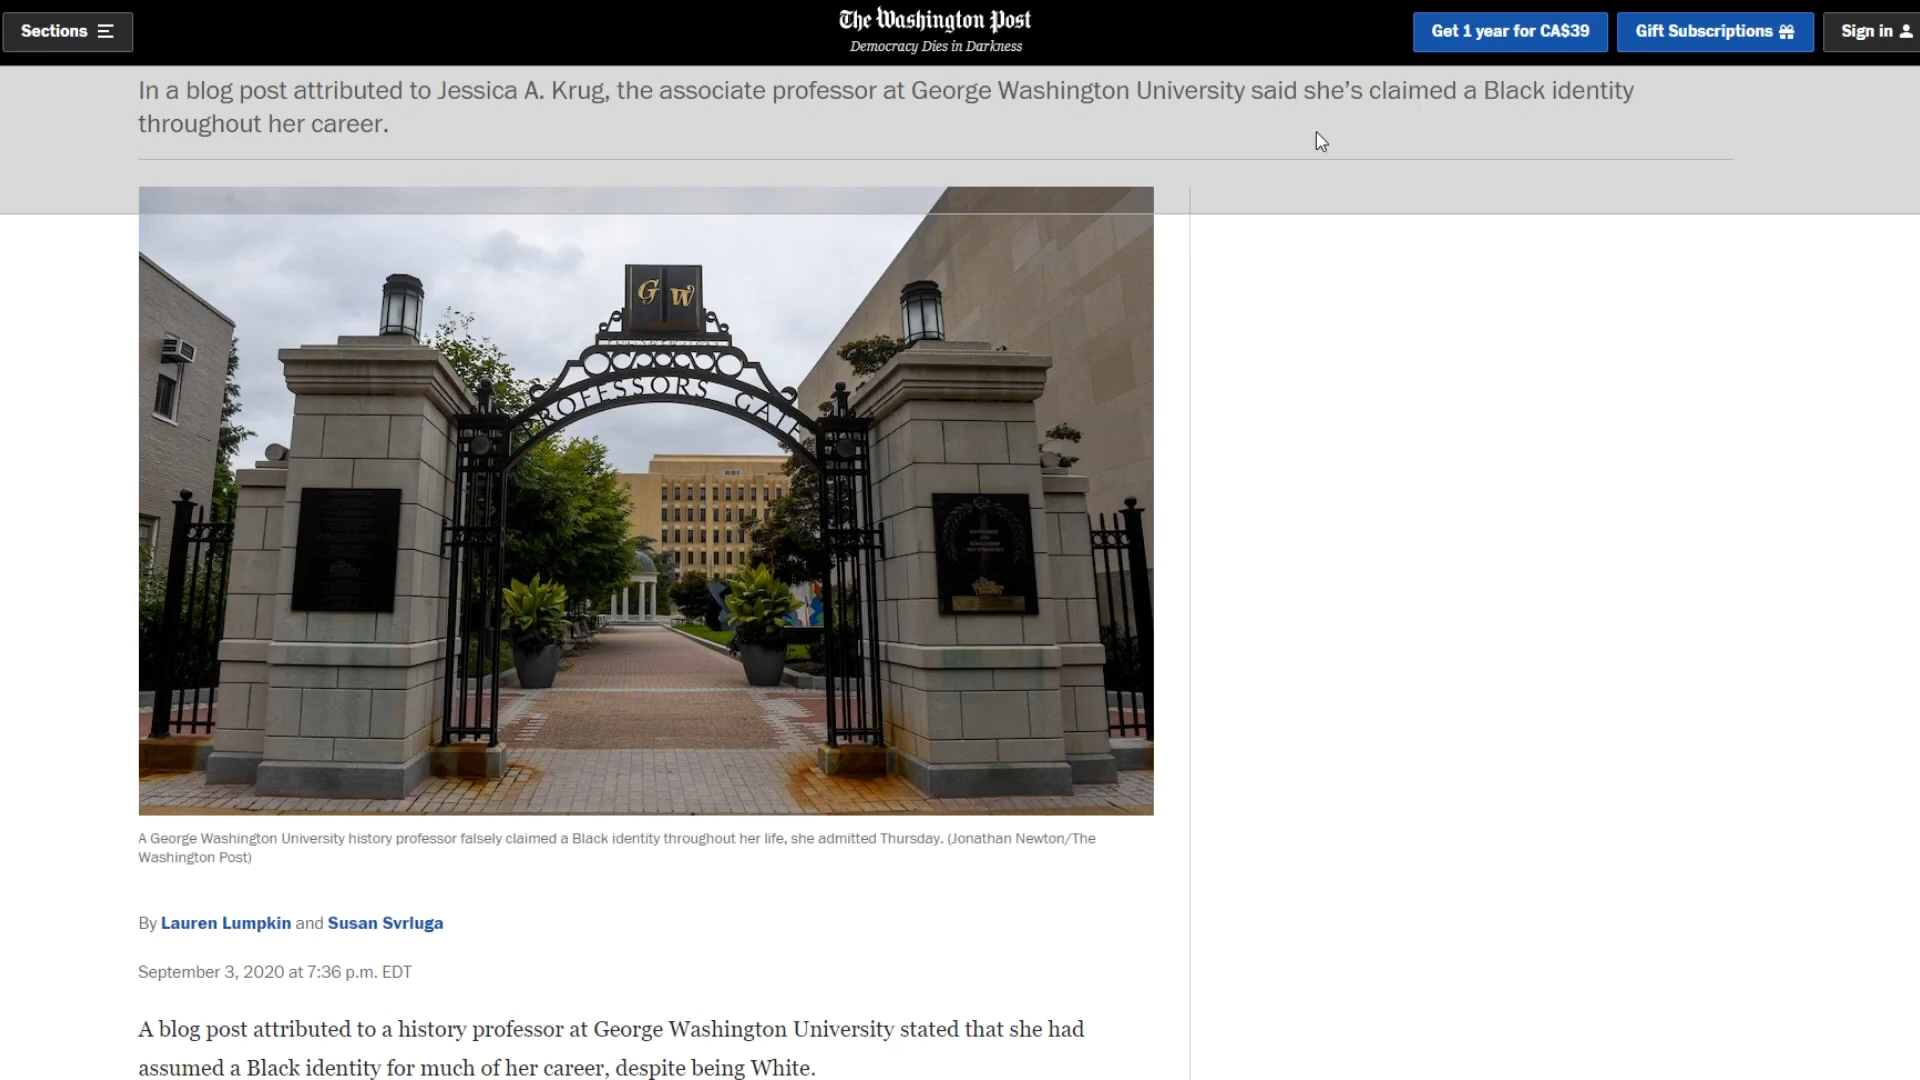 Sections
The Washington Post
Democracy Dies in Darkness
Get 1 year for CA$39
Gift Subscriptions
Sign in
In a blog post attributed to Jessica A. Krug, the associate professor at George Washington University said she's claimed a Black identity
throughout her career.
G W
PROFESSORS GATE
A George Washington University history professor falsely claimed a Black identity throughout her life, she admitted Thursday. (Jonathan Newton/The
Washington Post)
By Lauren Lumpkin and Susan Svrluga
September 3, 2020 at 7:36 p.m. EDT
A blog post attributed to a history professor at George Washington University stated that she had
assumed a Black identity for much of her career, despite being White.